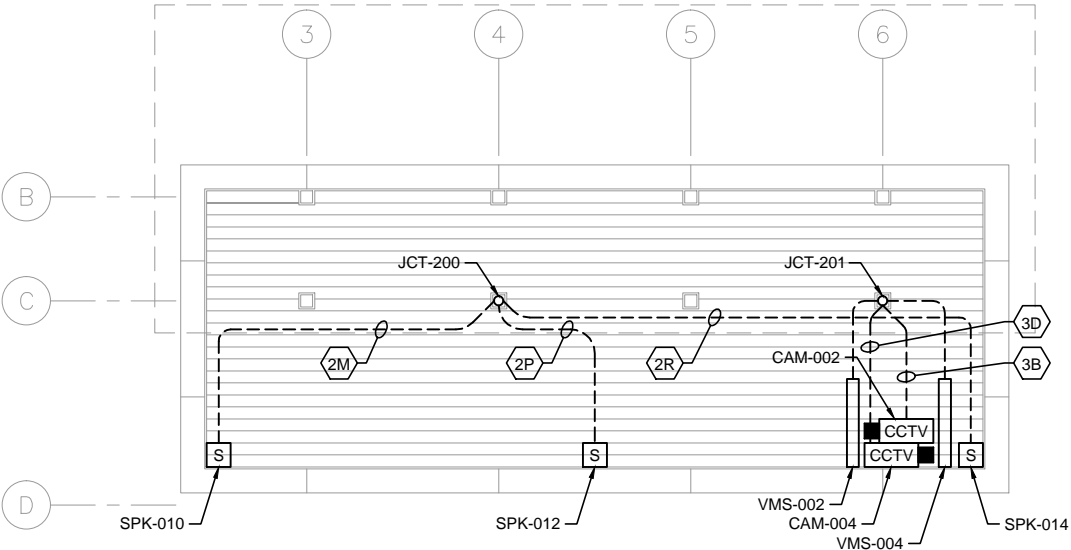 3
4
5
6
B
JCT-200
JCT-201
C
3D
2M
2P
2R
CAM-002
3B
CCTV
S
S
CCTV
S
D
VMS-002
SPK-010
SPK-012
CAM-004
SPK-014
VMS-004